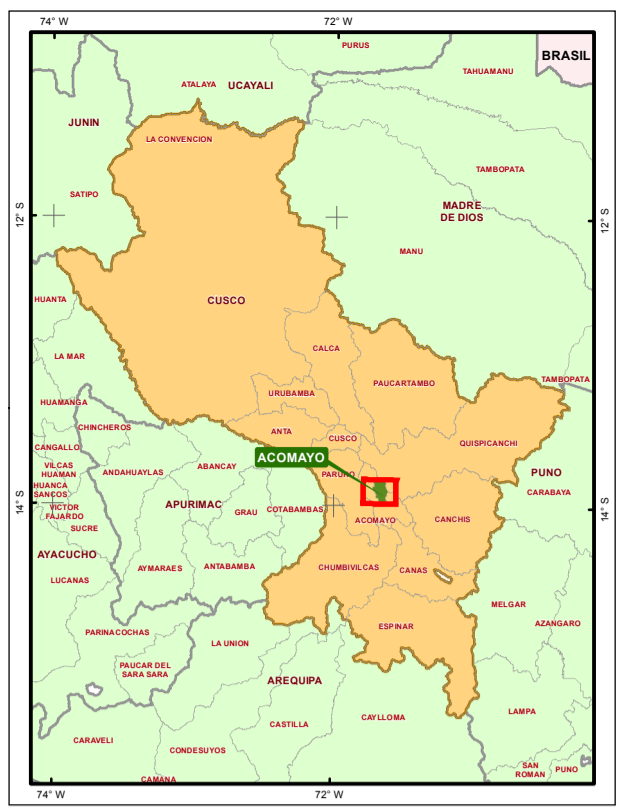 74° W
72° W
PURUS
BRASIL
TAHUAMANU
ATALAYA
UCAYALI
JUNIN
LA CONVENCION
TAMBOPATA
SATIPO
MADRE
DE DIOS
12° S
12° S
MANU
HUANTA
CUSCO
CALCA
LA MAR
PAUCARTAMBO
TAMBOPATA
URUBAMBA
HUAMANGA
CHINCHEROS
ANTA
CUSCO
QUISPICANCHI
CANGALLO
ACOMAYO
VILCAS
HUAMAN
ANDAHUAYLAS
ABANCAY
PARURO
PUNO
HUANCA
SANCOS
CARABAYA
14° S
14° S
APURIMAC
GRAU
COTABAMBAS
VICTOR
FAJARDO
ACOMAYO
CANCHIS
SUCRE
AYACUCHO
AYMARAES
ANTABAMBA
CHUMBIVILCAS
CANAS
LUCANAS
MELGAR
ESPINAR
AZANGARO
PARINACOCHAS
LA UNION
PAUCAR DEL
SARA SARA
AREQUIPA
CAYLLOMA
LAMPA
CASTILLA
CARAVELI
CONDESUYOS
SAN
ROMAN
PUNO
CAMANA
74° W
72° W